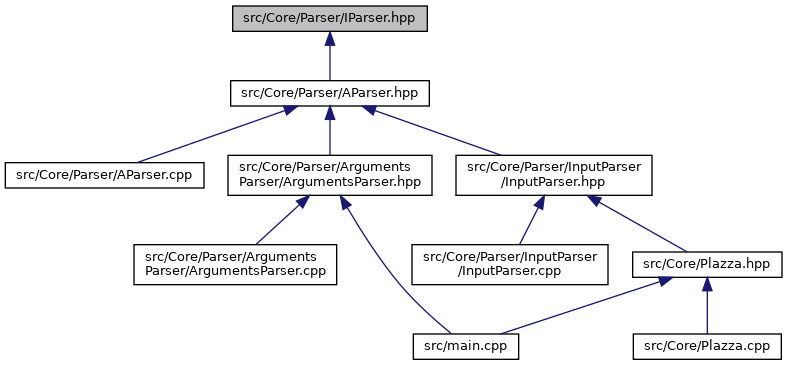 src/Core/Parser/IParser.hpp
src/Core/Parser/AParser.hpp
src/Core/Parser/AParser.cpp
src/Core/Parser/Arguments
Parser/ArgumentsParser.hpp
src/Core/Parser/InputParser
/InputParser.hpp
src/Core/Parser/Arguments
Parser/ArgumentsParser.cpp
src/Core/Parser/InputParser
/InputParser.cpp
src/Core/Plazza.hpp
src/main.cpp
src/Core/Plazza.cpp